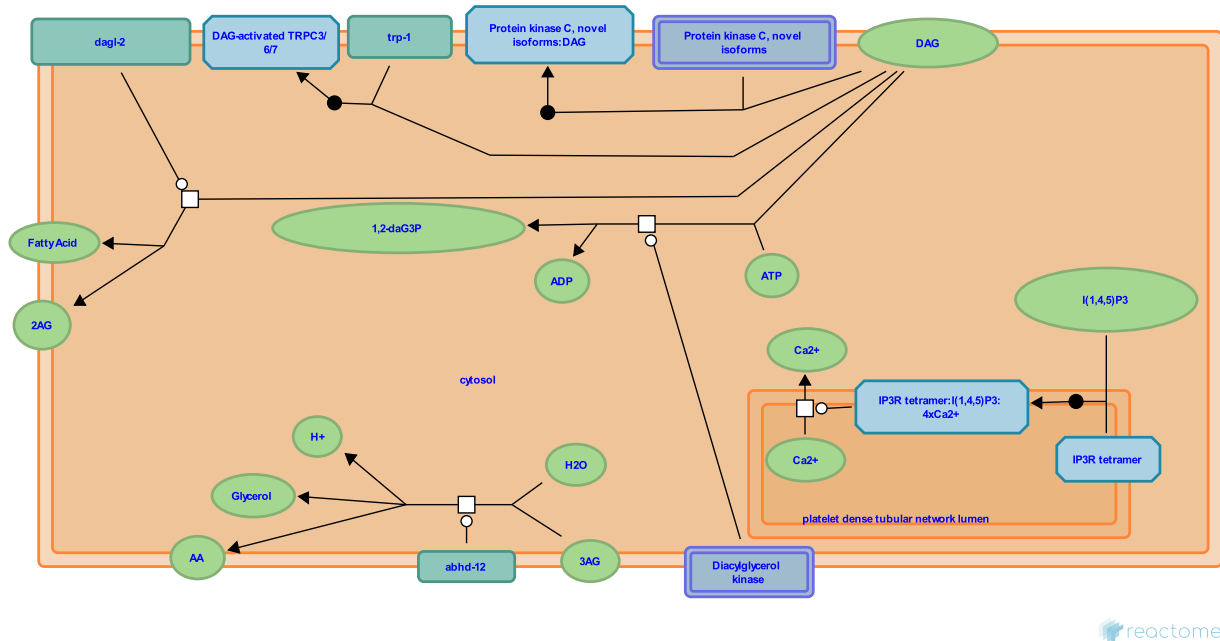 dagl-2
DAG-activated TRPC3/
6/7
trp-1
Protein kinase C, novel
isoforms:DAG
Protein kinase C, novel
isoforms
DAG
1,2-daG3P
Fatty Acid
ADP
ATP
2AG
I(1,4,5)P3
Ca2+
cytosol
IP3R tetramer:I(1,4,5)P3:
4xCa2+
H+
H2O
Ca2+
IP3R tetramer
Glycerol
platelet dense tubular network lumen
AA
abhd-12
3AG
Diacylglycerol
kinase
reactome